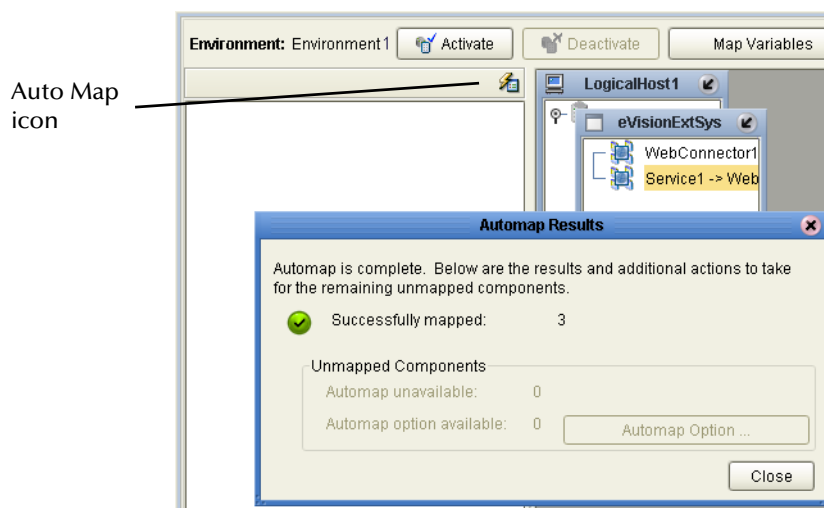 Environment: Environment1 Activate Deactivate Map Variables
Auto Map
icon
LogicalHost1
eVisionExtSys
WebConnector1
Service1 -> Web
Automap Results
Automap is complete. Below are the results and additional actions to take
for the remaining unmapped components.
Successfully mapped: 3
Unmapped Components
Automap unavailable: 0
Automap option available: 0 Automap Option ...
Close